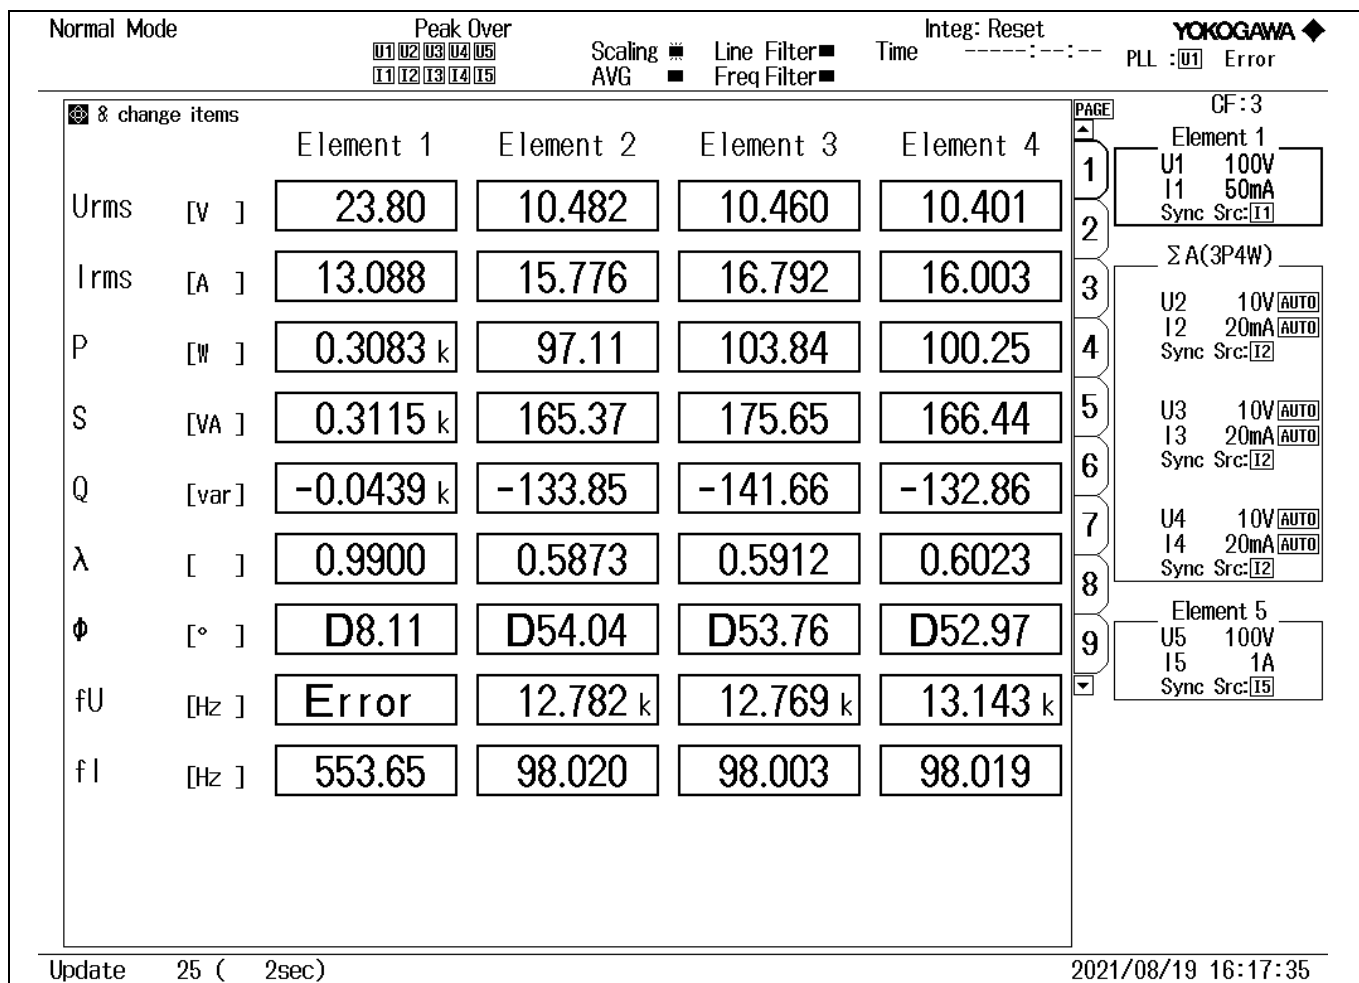 Normal Mode
Peak Over
U1 U2 U3 U4 U5
I1 I2 I3 I4 I5
Scaling
AVG
Line Filter
Freq Filter
Integ: Reset
Time -----:--:--
YOKOGAWA
PLL :U1 Error
& change items
Element 1 Element 2 Element 3 Element 4
Urms [V ] 23.80 10.482 10.460 10.401
Irms [A ] 13.088 15.776 16.792 16.003
P [W ] 0.3083 k 97.11 103.84 100.25
S [VA ] 0.3115 k 165.37 175.65 166.44
Q [var] -0.0439 k -133.85 -141.66 -132.86
λ [ ] 0.9900 0.5873 0.5912 0.6023
Φ [° ] D8.11 D54.04 D53.76 D52.97
fU [Hz ] Error 12.782 k 12.769 k 13.143 k
fI [Hz ] 553.65 98.020 98.003 98.019
PAGE
1
2
3
4
5
6
7
8
9
CF:3
Element 1
U1 100V
I1 50mA
Sync Src:I1
ΣA(3P4W)
U2 10V AUTO
I2 20mA AUTO
Sync Src:I2
U3 10V AUTO
I3 20mA AUTO
Sync Src:I2
U4 10V AUTO
I4 20mA AUTO
Sync Src:I2
Element 5
U5 100V
I5 1A
Sync Src:I5
Update 25 ( 2sec)
2021/08/19 16:17:35